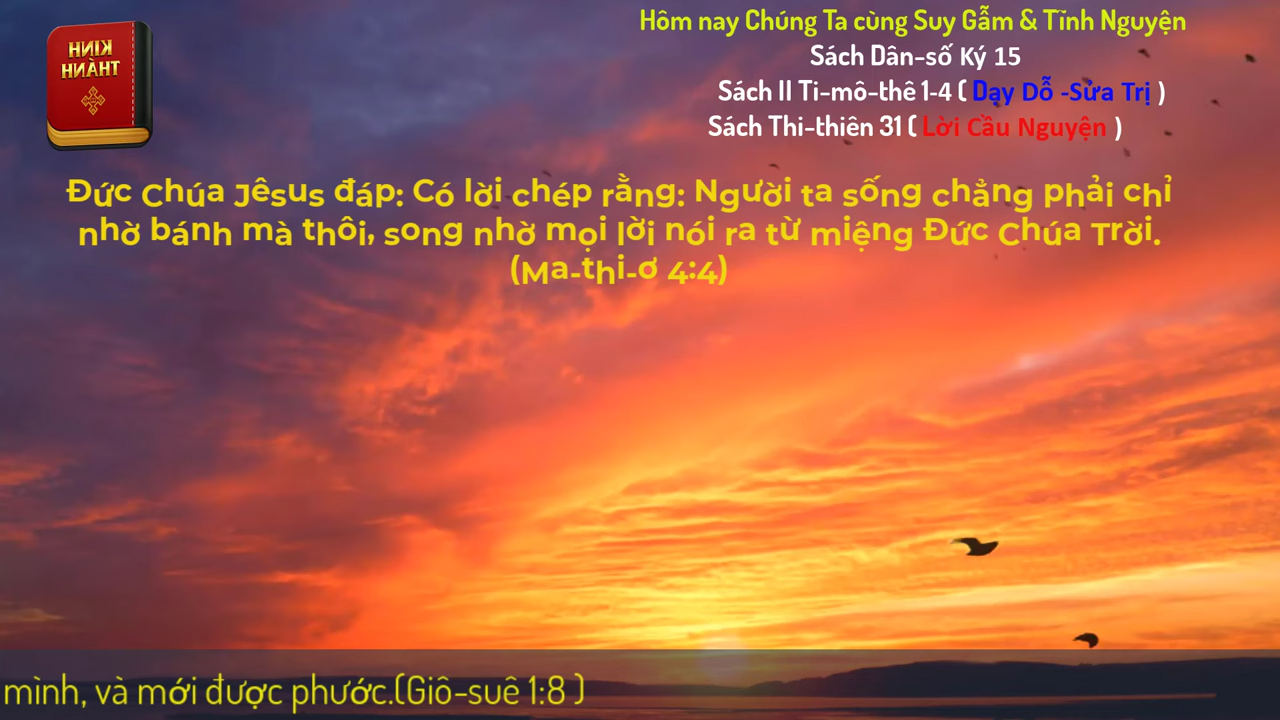 KINH
THÀNH
Hôm nay Chúng Ta cùng Suy Gẫm & Tĩnh Nguyện
Sách Dân-số Ký 15
Sách II Ti-mô-thê 1-4 ( Dạy Dỗ -Sửa Trị )
Sách Thi-thiên 31 ( Lời Cầu Nguyện )
Đức Chúa Jêsus đáp: Có lời chép rằng: Người ta sống chẳng phải chỉ
nhờ bánh mà thôi, song nhờ mọi lời nói ra từ miệng Đức Chúa Trời.
(Ma-thi-ơ 4:4)
mình, và mới được phước.(Giô-suê 1:8 )